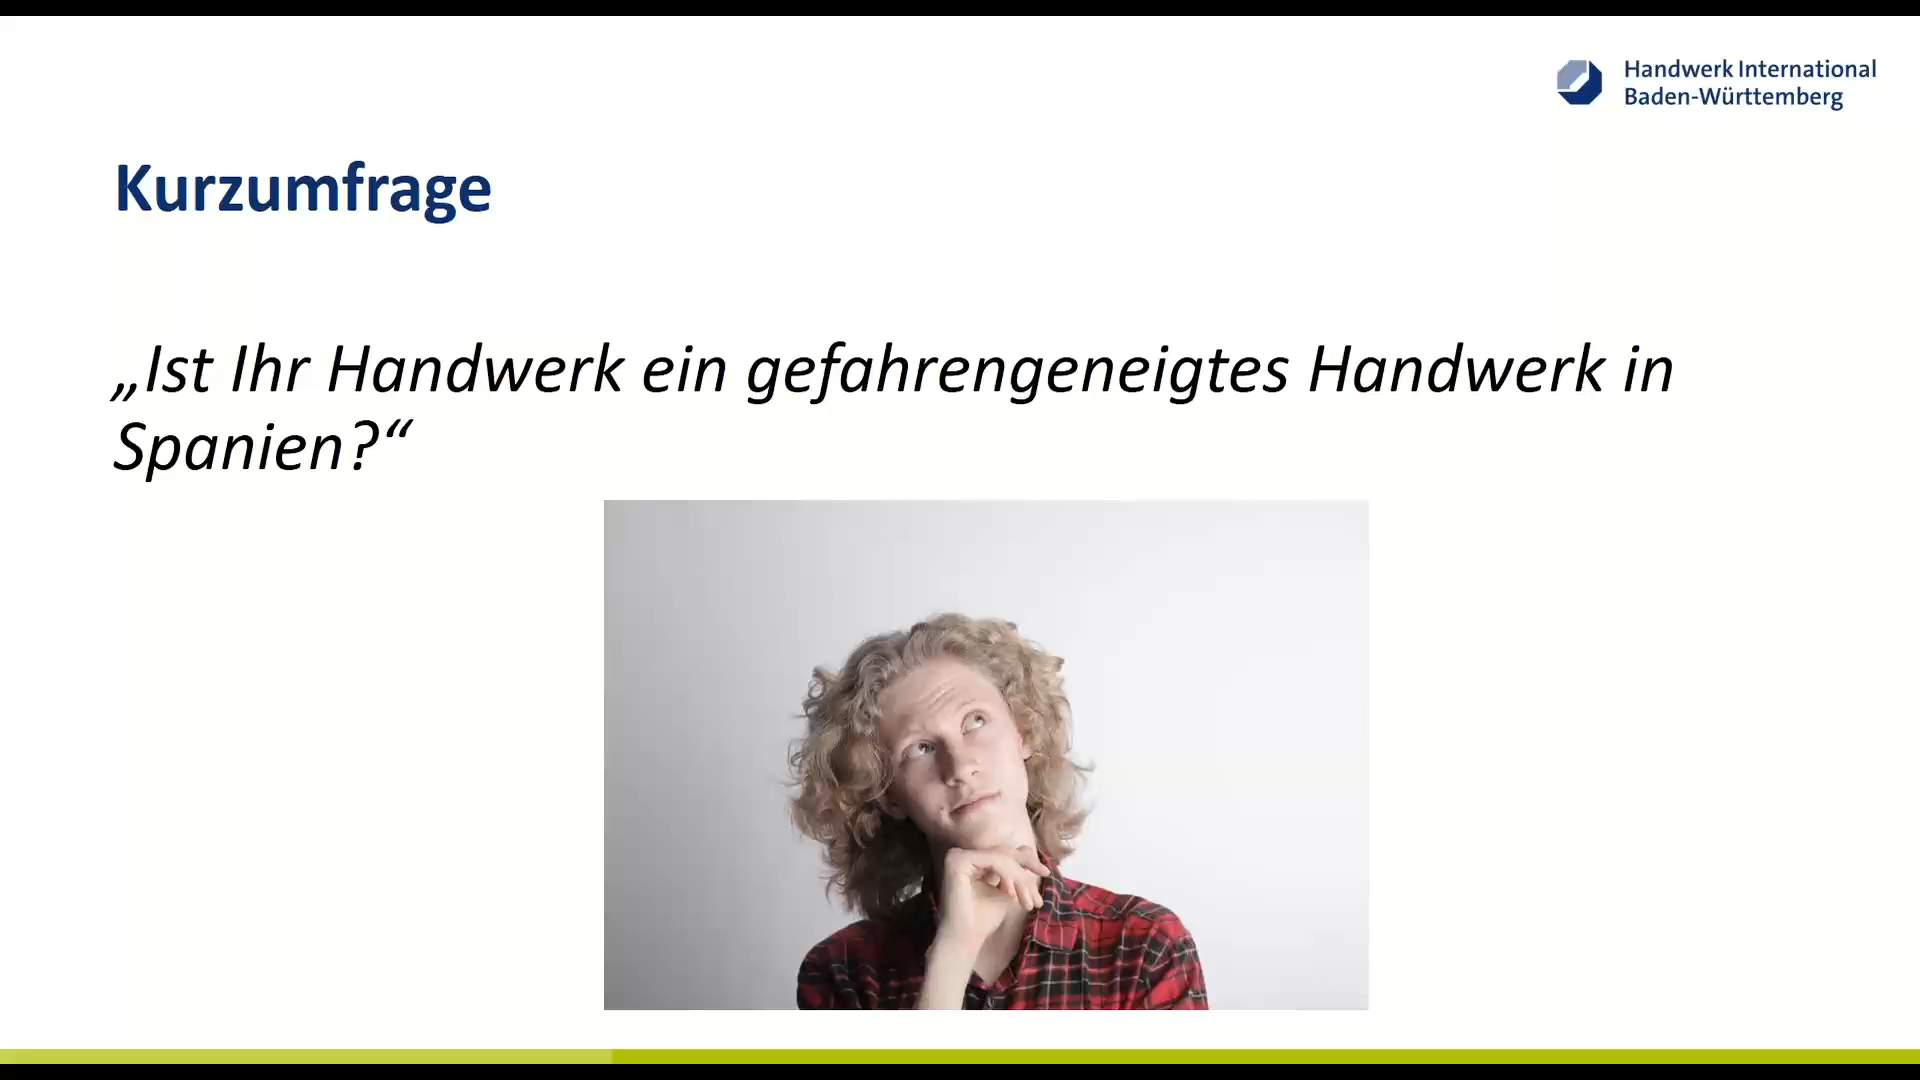 Handwerk International
Baden-Württemberg
Kurzumfrage
„Ist Ihr Handwerk ein gefahrengeneigtes Handwerk in
Spanien?“